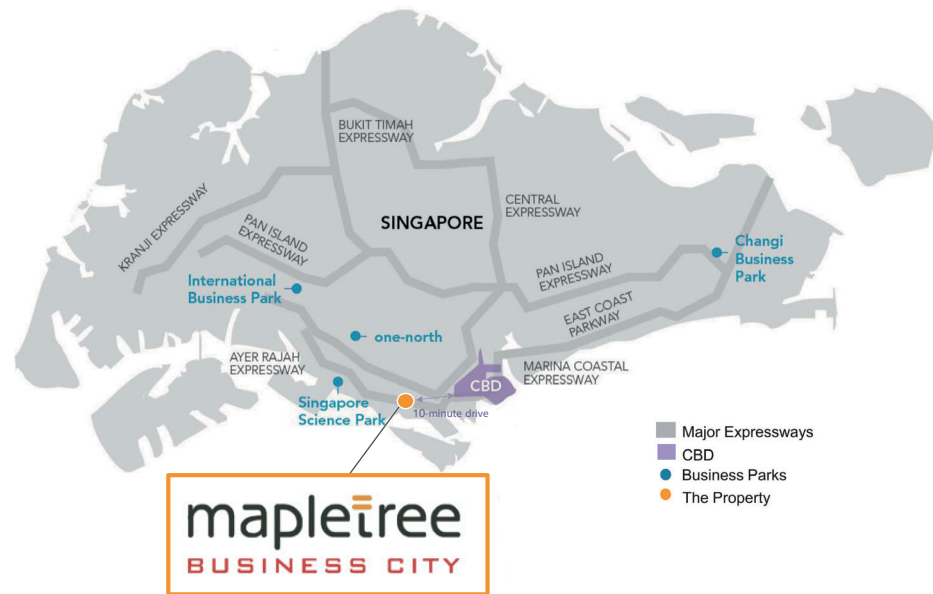 BUKIT TIMAH
EXPRESSWAY
KRANJI EXPRESSWAY
PAN ISLAND
EXPRESSWAY
SINGAPORE
CENTRAL
EXPRESSWAY
International
Business Park
PAN ISLAND
EXPRESSWAY
Changi
Business
Park
EAST COAST
PARKWAY
one-north
AYER RAJAH
EXPRESSWAY
MARINA COASTAL
EXPRESSWAY
CBD
Singapore
Science Park
10-minute drive
Major Expressways
CBD
Business Parks
The Property
mapletree
BUSINESS CITY